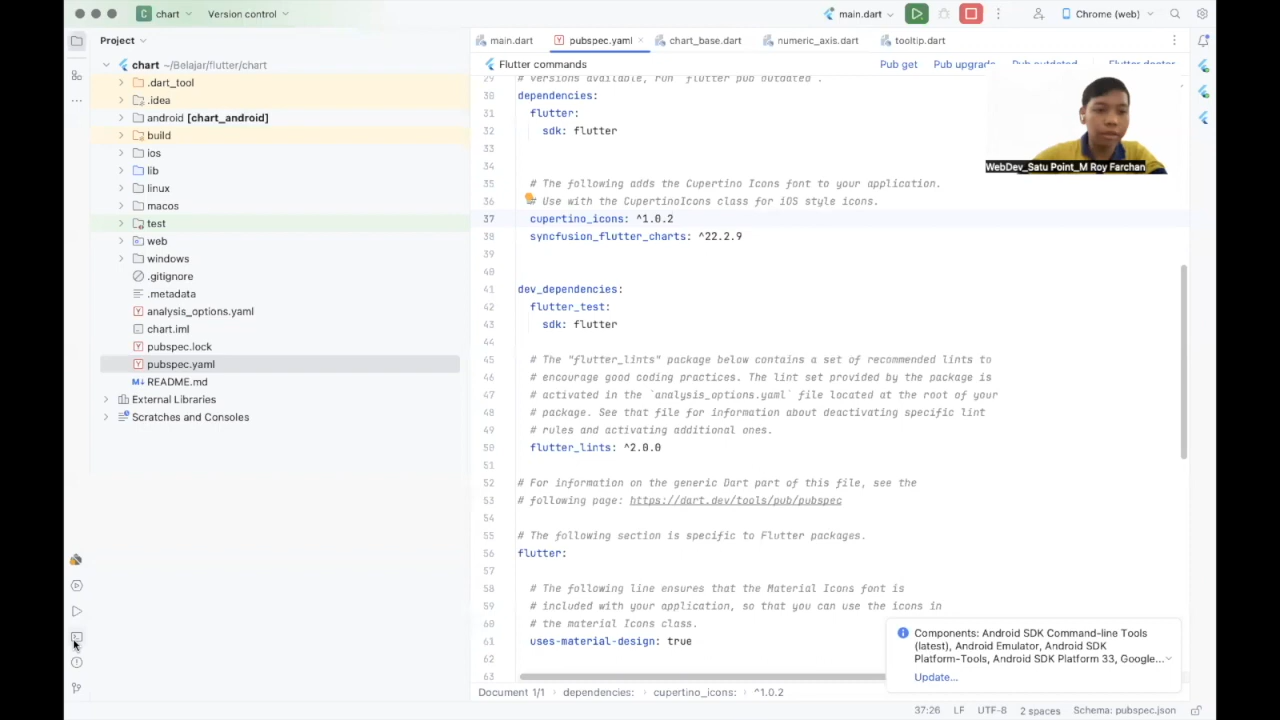 chart
Version control
main.dart
Chrome (web)
Project
main.dart
pubspec.yaml
chart_base.dart
numeric_axis.dart
tooltip.dart
Flutter commands
Pub get
Pub upgrade
Pub outdated
Flutter doctor
chart ~/Belajar/flutter/chart
.dart_tool
.idea
android [chart_android]
build
ios
lib
linux
macos
test
web
windows
.gitignore
.metadata
analysis_options.yaml
chart.iml
pubspec.lock
pubspec.yaml
README.md
External Libraries
Scratches and Consoles
29 # versions available, run `flutter pub outdated`.
30 dependencies:
31 flutter:
32 sdk: flutter
33
34
35 # The following adds the Cupertino Icons font to your application.
36 # Use with the CupertinoIcons class for iOS style icons.
37 cupertino_icons: ^1.0.2
38 syncfusion_flutter_charts: ^22.2.9
39
40
41 dev_dependencies:
42 flutter_test:
43 sdk: flutter
44
45 # The "flutter_lints" package below contains a set of recommended lints to
46 # encourage good coding practices. The lint set provided by the package is
47 # activated in the `analysis_options.yaml` file located at the root of your
48 # package. See that file for information about deactivating specific lint
49 # rules and activating additional ones.
50 flutter_lints: ^2.0.0
51
52 # For information on the generic Dart part of this file, see the
53 # following page: https://dart.dev/tools/pub/pubspec
54
55 # The following section is specific to Flutter packages.
56 flutter:
57
58 # The following line ensures that the Material Icons font is
59 # included with your application, so that you can use the icons in
60 # the material Icons class.
61 uses-material-design: true
62
63
WebDev_Satu Point_M Roy Farchan
Components: Android SDK Command-line Tools
(latest), Android Emulator, Android SDK
Platform-Tools, Android SDK Platform 33, Google...
Update...
Document 1/1
dependencies:
cupertino_icons:
^1.0.2
37:26
LF
UTF-8
2 spaces
Schema: pubspec.json